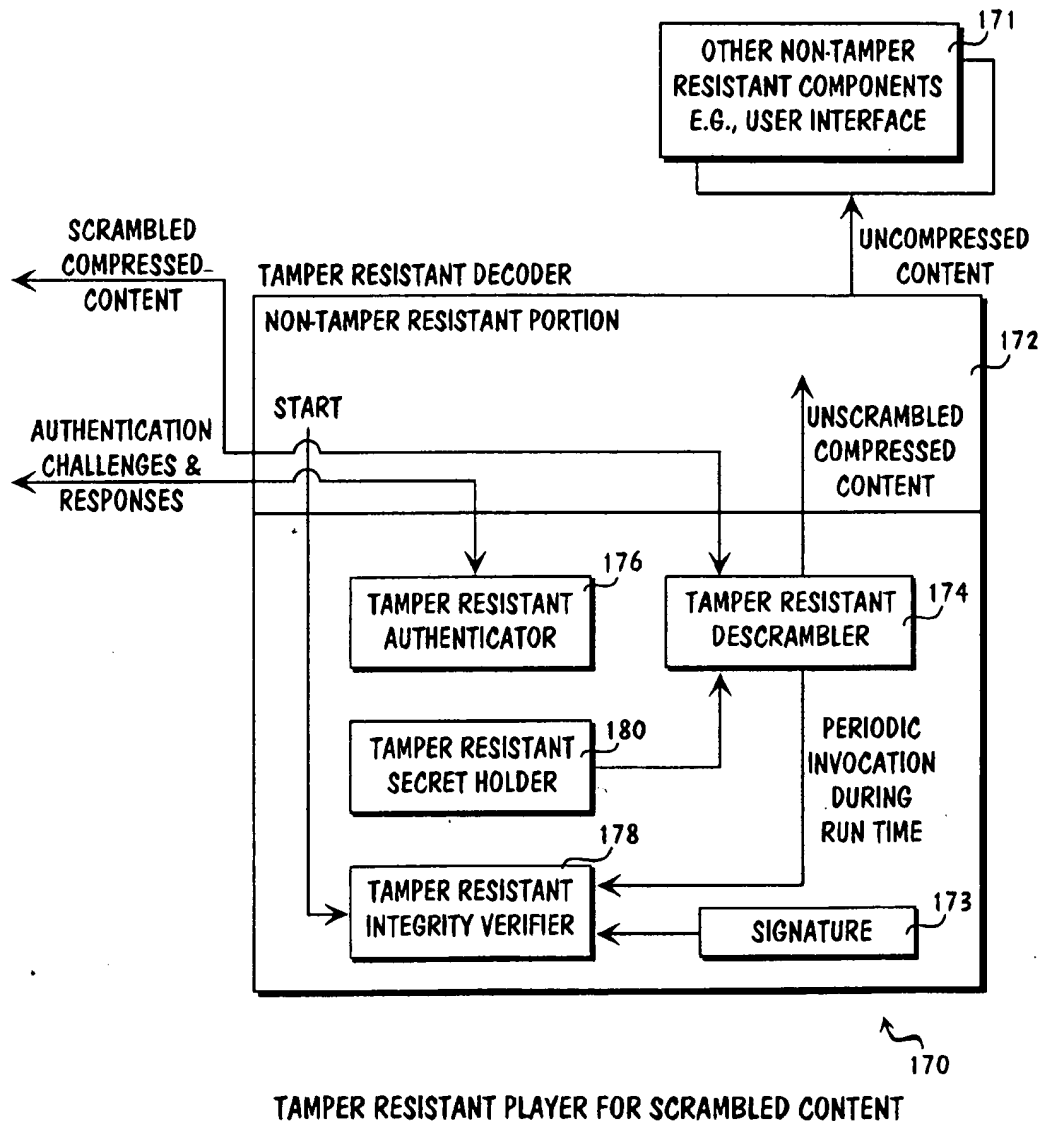 171
OTHER NON-TAMPER
RESISTANT COMPONENTS
E.G., USER INTERFACE
SCRAMBLED
COMPRESSED
CONTENT
UNCOMPRESSED
CONTENT
TAMPER RESISTANT DECODER
NON-TAMPER RESISTANT PORTION
172
START
AUTHENTICATION
CHALLENGES &
RESPONSES
UNSCRAMBLED
COMPRESSED
CONTENT
176
TAMPER RESISTANT
AUTHENTICATOR
174
TAMPER RESISTANT
DESCRAMBLER
180
TAMPER RESISTANT
SECRET HOLDER
PERIODIC
INVOCATION
DURING
RUN TIME
178
TAMPER RESISTANT
INTEGRITY VERIFIER
173
SIGNATURE
170
TAMPER RESISTANT PLAYER FOR SCRAMBLED CONTENT